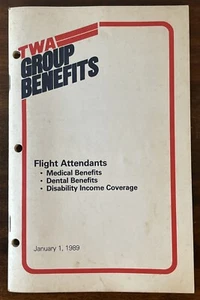 TWA
GROUP
BENEFITS
Flight Attendants
• Medical Benefits
• Dental Benefits
• Disability Income Coverage
January 1, 1989